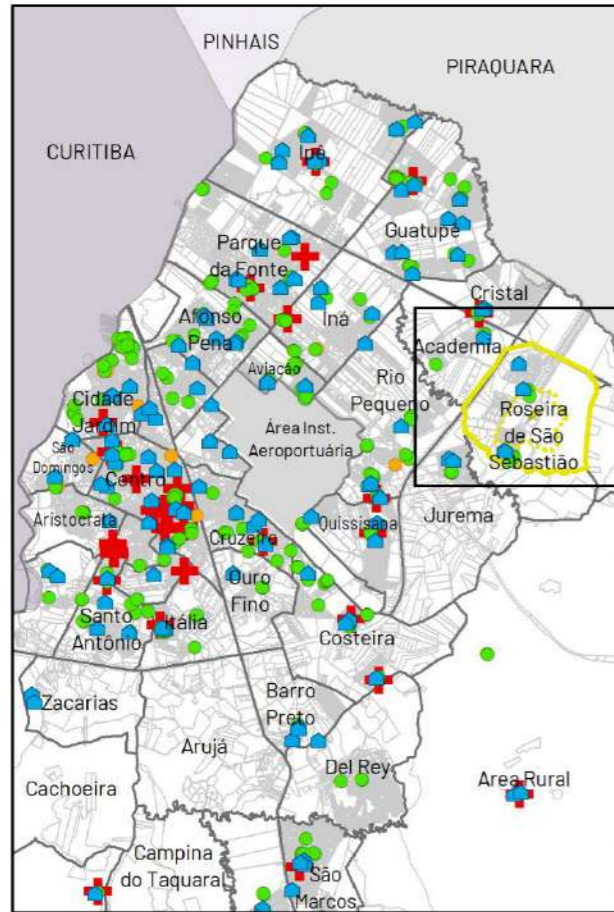 PINHAIS
PIRAQUARA
CURITIBA
Ipê
Guatupê
Parque
da Fonte
Cristal
Afonso
Pena
Iná
Academia
Aviação
Rio
Pequeno
Roseira
de São
Sebastião
Cidade
Jardim
Área Inst.
Aeroportuária
São
Domingos
Centro
Aristocrata
Cruzeiro
Quissisana
Jurema
Ouro
Fino
Santo
Antônio
Itália
Costeira
Zacarias
Barro
Preto
Arujá
Del Rey
Area Rural
Cachoeira
Campina
do Taquaral
São
Marcos